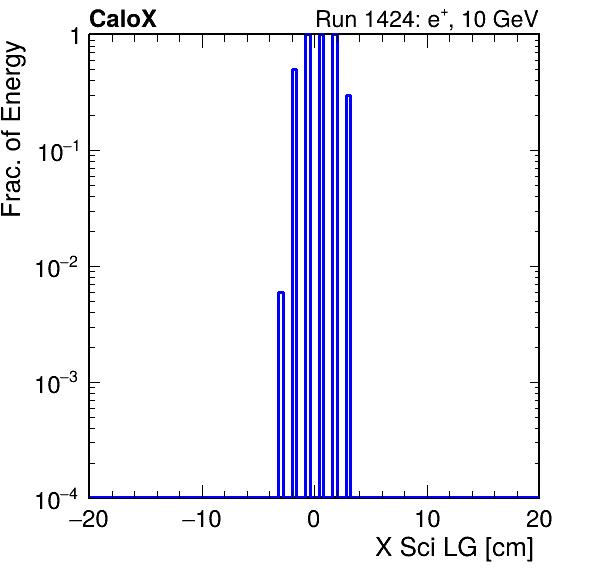 CaloX Run 1424: e⁺, 10 GeV
Frac. of Energy
1
10⁻¹
10⁻²
10⁻³
10⁻⁴
−20 −10 0 10 20
X Sci LG [cm]